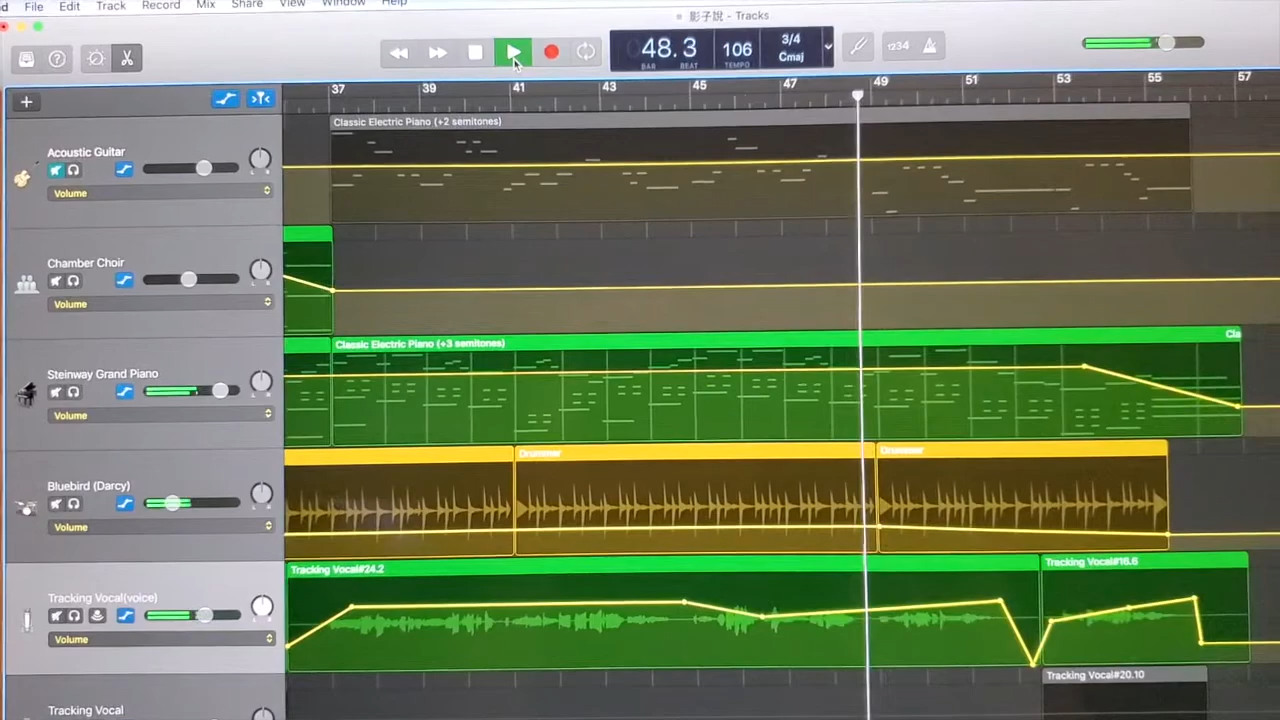 File Edit Track Record Mix Share View Window Help
影子說 - Tracks
48.3 106 3/4 Cmaj
BAR BEAT TEMPO
1234
37 39 41 43 45 47 49 51 53 55 57
Classic Electric Piano (+2 semitones)
Acoustic Guitar
Volume
L R
Chamber Choir
Volume
Classic Electric Piano (+3 semitones) Cla
Steinway Grand Piano
Volume
Drummer Drummer
Bluebird (Darcy)
Volume
Tracking Vocal#24.2 Tracking Vocal#16.6
Tracking Vocal(voice)
Volume
Tracking Vocal#20.10
Tracking Vocal